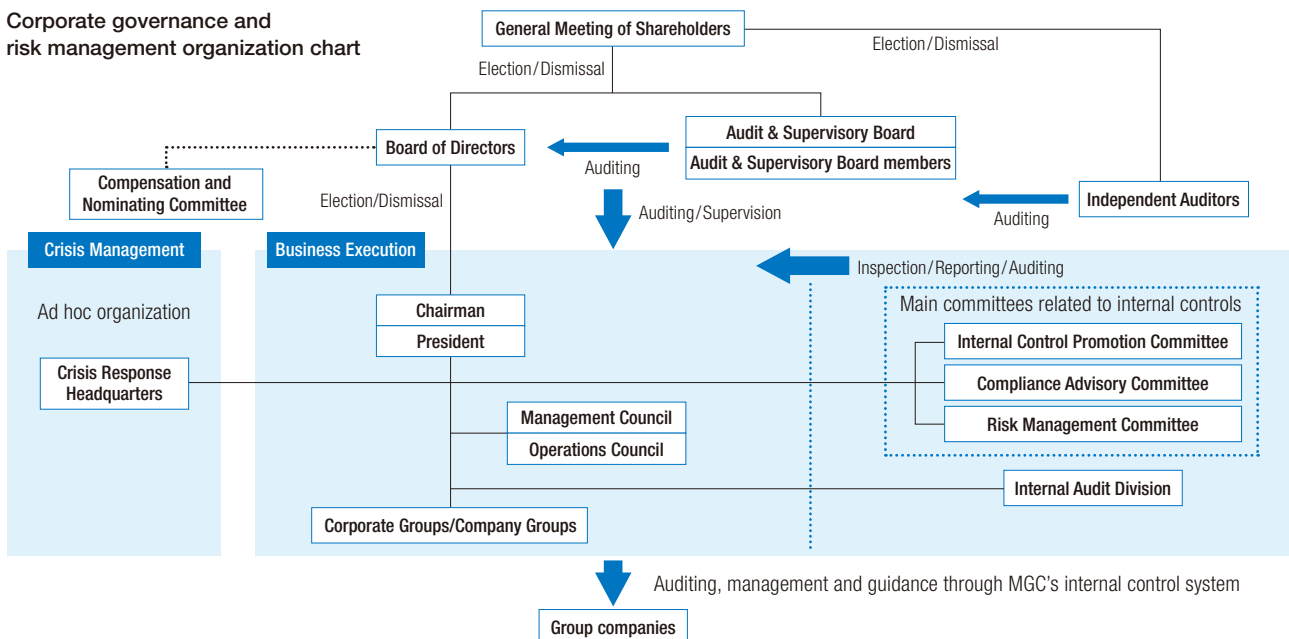 Corporate governance and
risk management organization chart
General Meeting of Shareholders
Election/Dismissal
Election/Dismissal
Board of Directors
Audit & Supervisory Board
Audit & Supervisory Board members
Auditing
Compensation and
Nominating Committee
Election/Dismissal
Auditing/Supervision
Independent Auditors
Auditing
Crisis Management
Business Execution
Inspection/Reporting/Auditing
Ad hoc organization
Chairman
President
Main committees related to internal controls
Internal Control Promotion Committee
Compliance Advisory Committee
Risk Management Committee
Crisis Response
Headquarters
Management Council
Operations Council
Internal Audit Division
Corporate Groups/Company Groups
Auditing, management and guidance through MGC's internal control system
Group companies